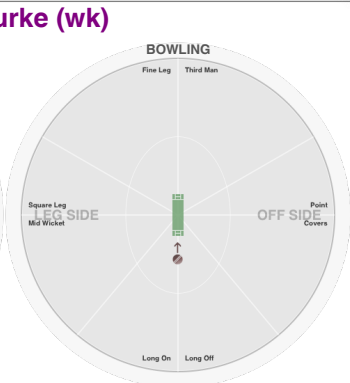 urke (wk)
BOWLING
Fine Leg Third Man
Square Leg Point
LEG SIDE OFF SIDE
Mid Wicket Covers
Long On Long Off